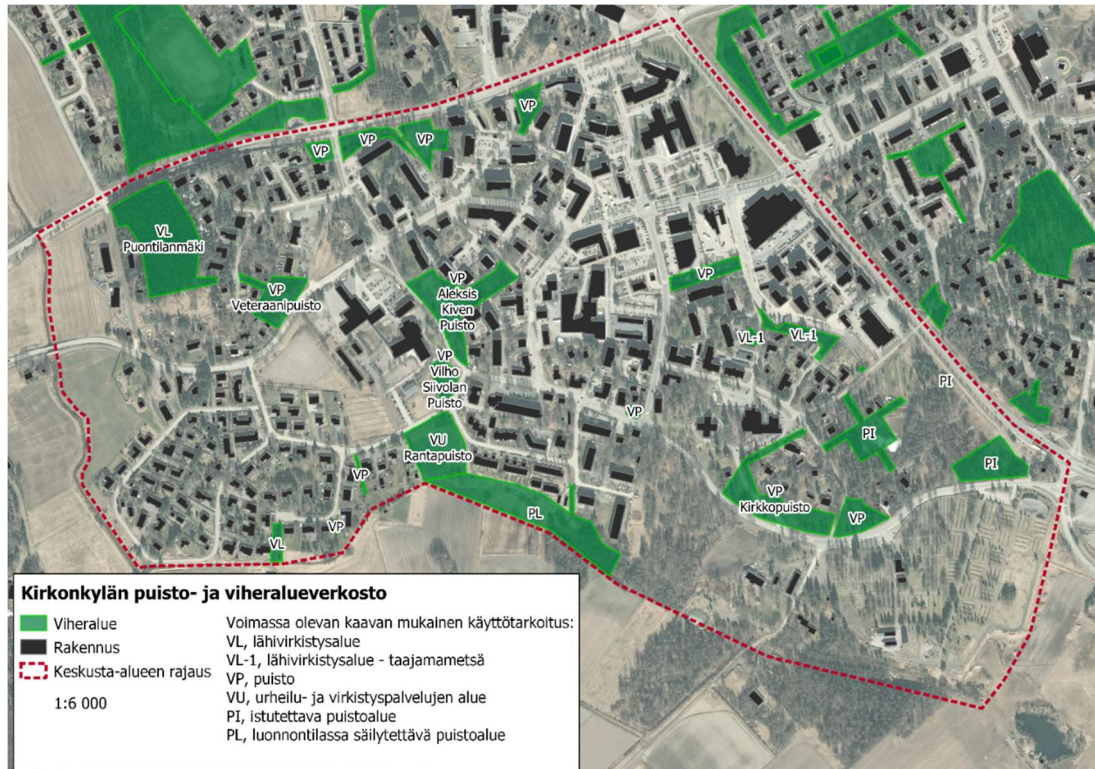 VP
VP
VP
VP
VL
Puontilanmäki
VP
Veteraanipuisto
VP
Aleksis
Kiven
Puisto
VP
VL-1
VL-1
VP
Vilho
Siivolan
Puisto
PI
VP
VU
Rantapuisto
PI
PI
VP
VP
Kirkkopuisto
VP
PL
VP
VL
Kirkonkylän puisto- ja viheralueverkosto
Viheralue
Rakennus
Keskusta-alueen rajaus
1:6 000
Voimassa olevan kaavan mukainen käyttötarkoitus:
VL, lähivirkistysalue
VL-1, lähivirkistysalue - taajamametsä
VP, puisto
VU, urheilu- ja virkistyspalvelujen alue
PI, istutettava puistoalue
PL, luonnontilassa säilytettävä puistoalue